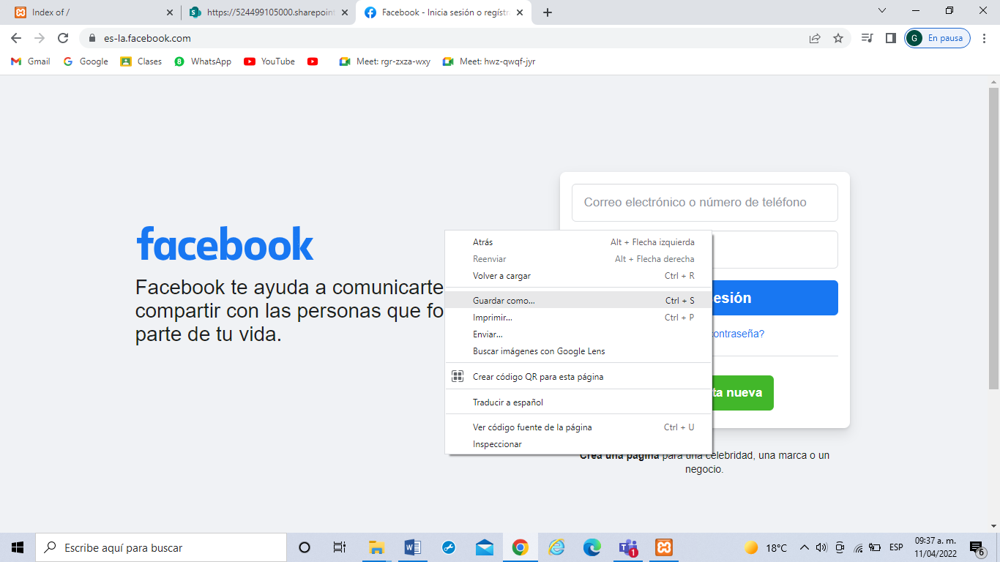 Index of /
https://524499105000.sharepoint
Facebook - Inicia sesión o regístr
es-la.facebook.com
G
En pausa
Gmail
Google
Clases
8
WhatsApp
YouTube
Meet: rgr-zxza-wxy
Meet: hwz-qwqf-jyr
facebook
Facebook te ayuda a comunicarte
compartir con las personas que fo
parte de tu vida.
Correo electrónico o número de teléfono
esión
ontraseña?
ta nueva
Crea una página para una celebridad, una marca o un
negocio.
Atrás Alt + Flecha izquierda
Reenviar Alt + Flecha derecha
Volver a cargar Ctrl + R
Guardar como... Ctrl + S
Imprimir... Ctrl + P
Enviar...
Buscar imágenes con Google Lens
Crear código QR para esta página
Traducir a español
Ver código fuente de la página Ctrl + U
Inspeccionar
Escribe aquí para buscar
1
18°C
ESP
09:37 a. m.
11/04/2022
6